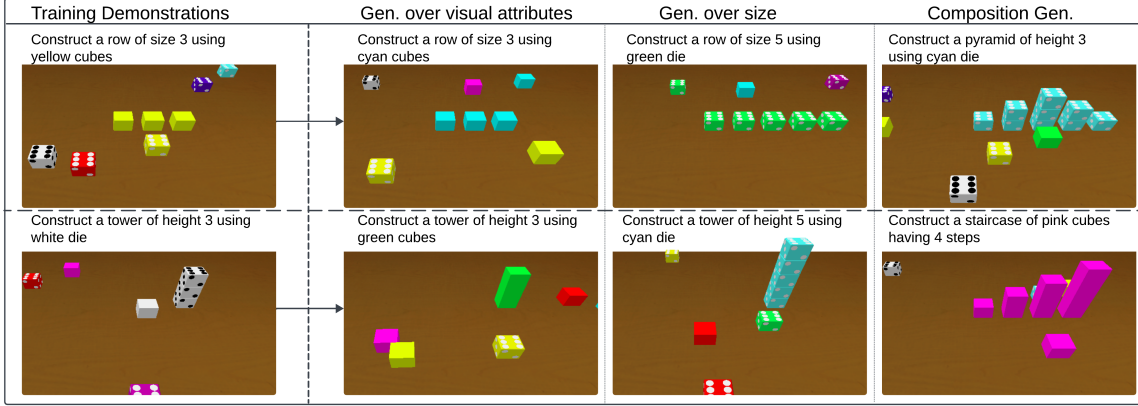 Training Demonstrations
Gen. over visual attributes
Gen. over size
Composition Gen.
Construct a row of size 3 using
yellow cubes
Construct a row of size 3 using
cyan cubes
Construct a row of size 5 using
green die
Construct a pyramid of height 3
using cyan die
Construct a tower of height 3 using
white die
Construct a tower of height 3 using
green cubes
Construct a tower of height 5 using
cyan die
Construct a staircase of pink cubes
having 4 steps